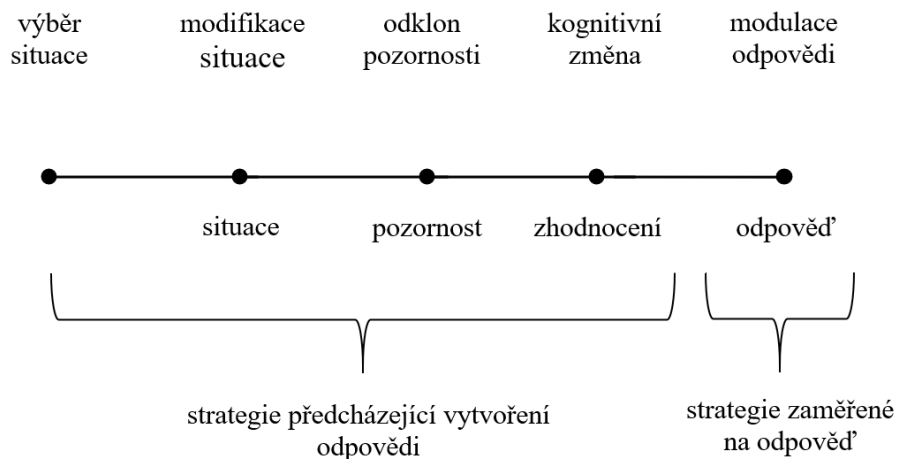 výběr
situace
modifikace
situace
odklon
pozornosti
kognitivní
změna
modulace
odpovědi
situace
pozornost
zhodnocení
odpověď
strategie předcházející vytvoření
odpovědi
strategie zaměřené
na odpověď